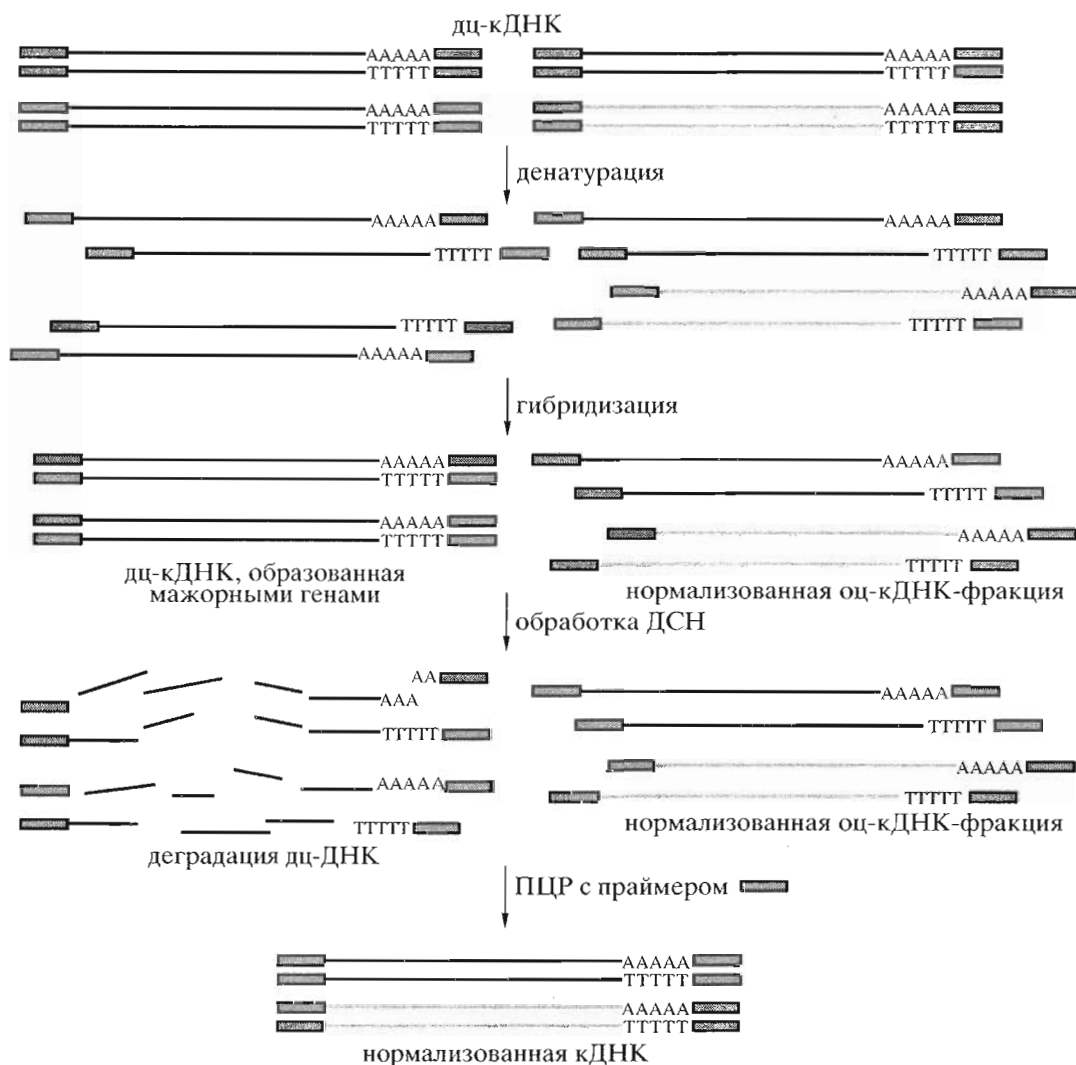 дц-кДНК
AAAAA AAAAA
TTTTT TTTTT
AAAAA AAAAA
TTTTT TTTTT
денатурация
AAAAA AAAAA
TTTTT TTTTT
AAAAA
TTTTT TTTTT
AAAAA
гибридизация
AAAAA AAAAA
TTTTT
TTTTT
AAAAA AAAAA
TTTTT
TTTTT
дц-кДНК, образованная
мажорными генами
нормализованная оц-кДНК-фракция
обработка ДСН
AA
AAA
AAAAA
TTTTT TTTTT
AAAAA
AAAAA
TTTTT
TTTTT
деградация дц-ДНК
нормализованная оц-кДНК-фракция
ПЦР с праймером
AAAAA
TTTTT
AAAAA
TTTTT
нормализованная кДНК